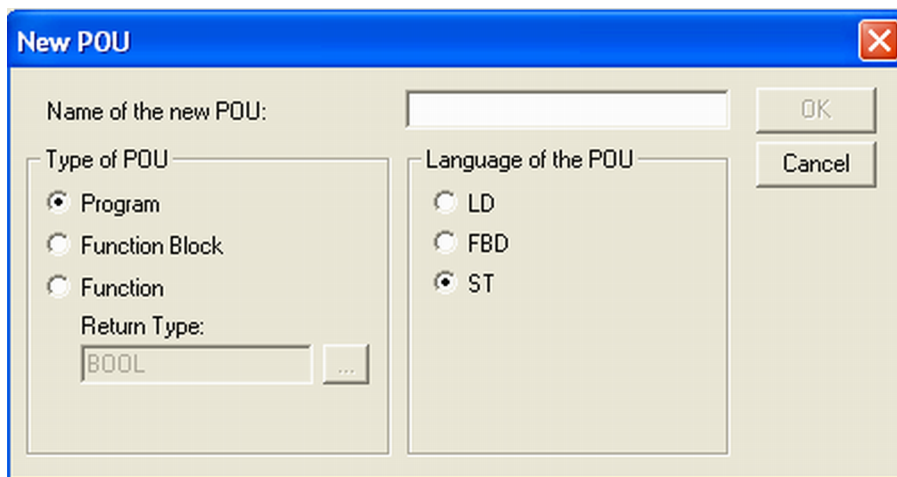 New POU
Name of the new POU:
OK
Type of POU
Language of the POU
Cancel
Program
LD
Function Block
FBD
Function
ST
Return Type:
BOOL
...